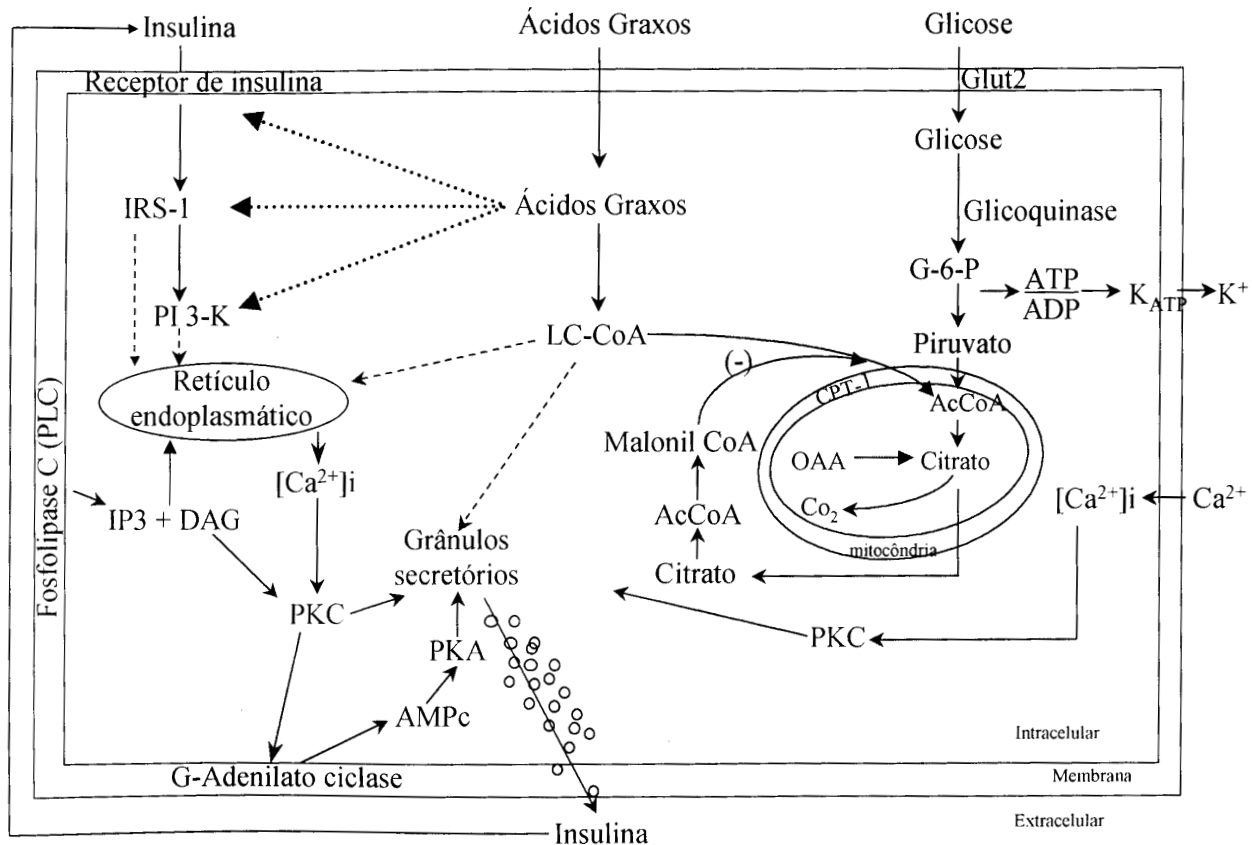 Insulina
Ácidos Graxos
Glicose
Receptor de insulina
Glut2
Glicose
IRS-1
Ácidos Graxos
Glicoquinase
G-6-P
ATP
ADP
K ATP
K+
PI 3-K
LC-CoA
Piruvato
(-)
CPT-1
AcCoA
Retículo
endoplasmático
Malonil CoA
OAA
Citrato
Fosfolipase C (PLC)
[Ca2+]i
[Ca2+]i
Ca2+
IP3 + DAG
AcCoA
Co2
Grânulos
secretórios
mitocôndria
Citrato
PKC
PKA
PKC
AMPc
Intracelular
G-Adenilato ciclase
Membrana
Extracelular
Insulina